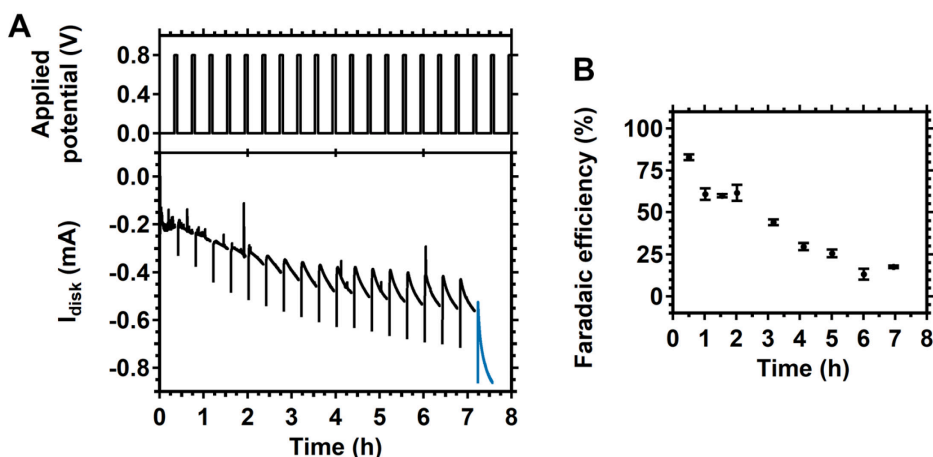 A
Applied
potential (V)
0.8
0.4
0.0
I_disk (mA)
0.0
-0.2
-0.4
-0.6
-0.8
0 1 2 3 4 5 6 7 8
Time (h)
B
Faradaic efficiency (%)
100
75
50
25
0
0 1 2 3 4 5 6 7 8
Time (h)